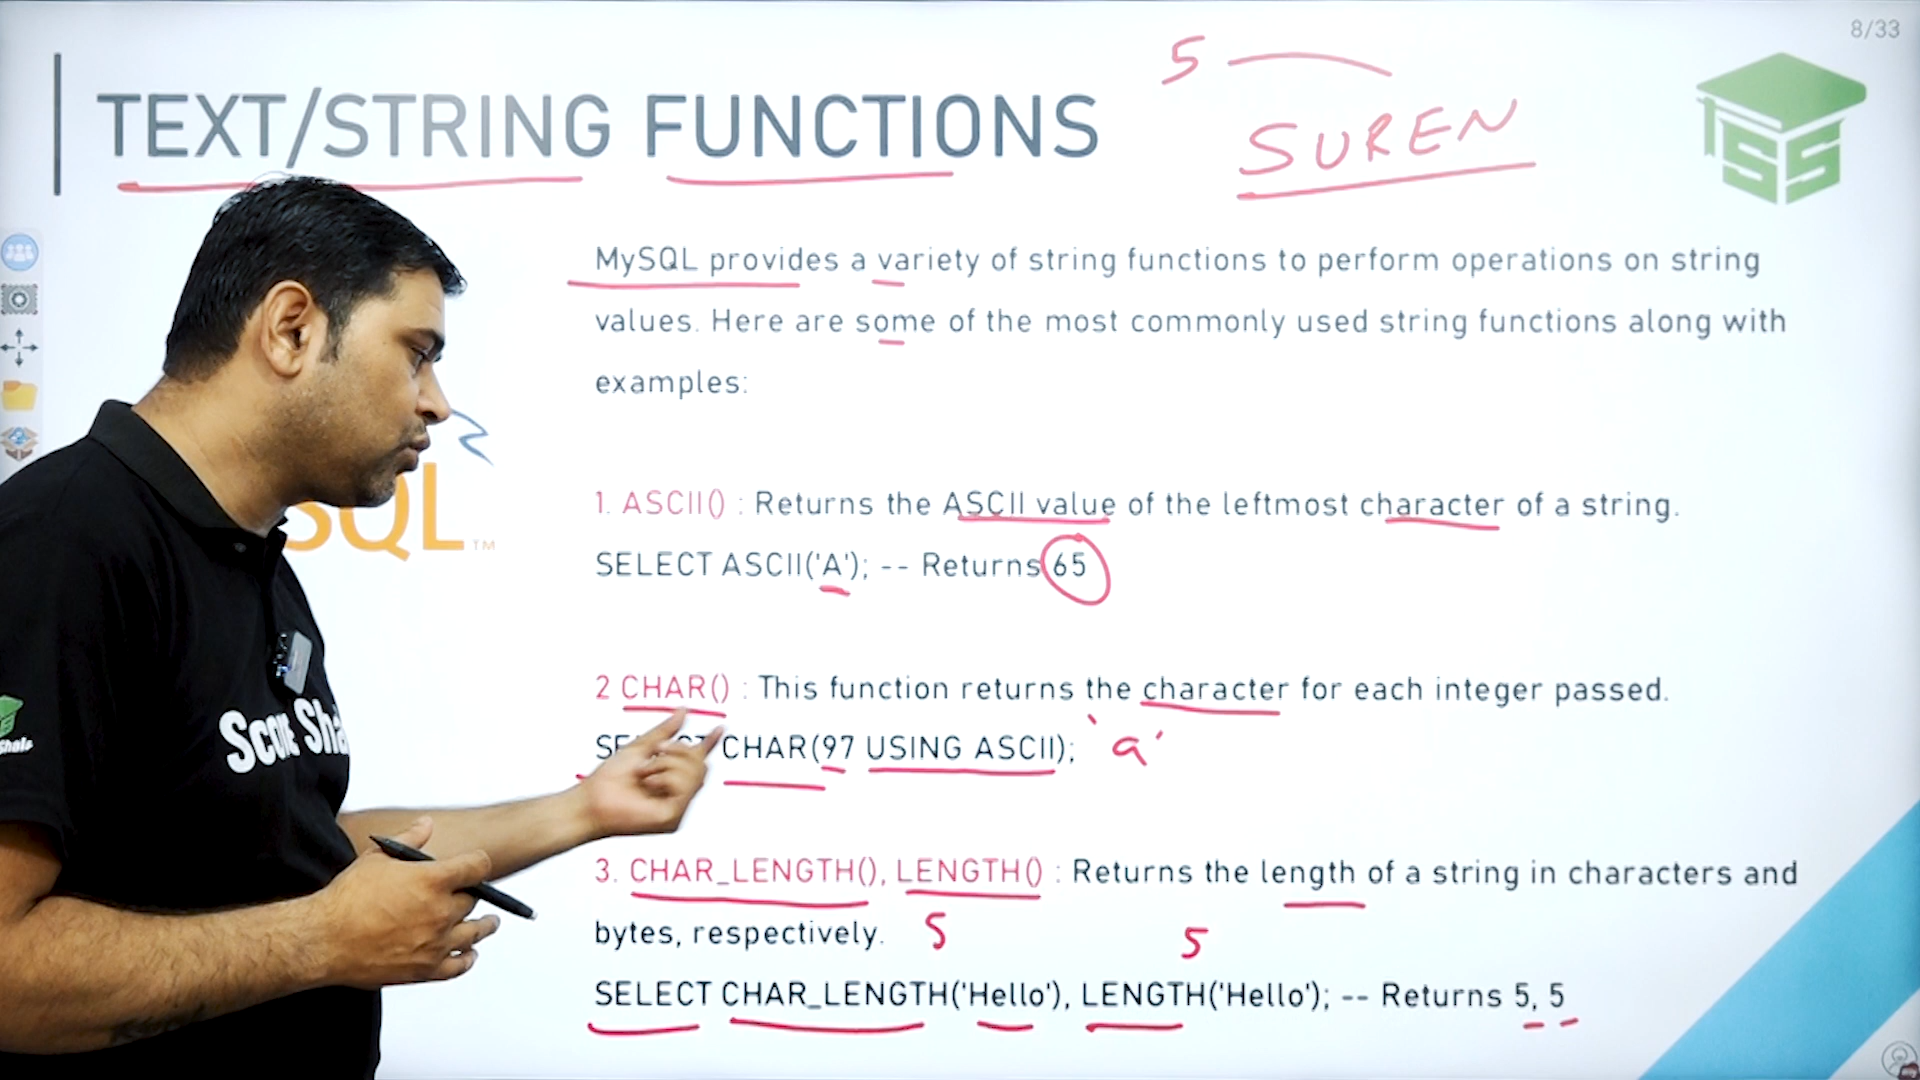 8/33
5
TEXT/STRING FUNCTIONS
SUREN
SS
MySQL provides a variety of string functions to perform operations on string
values. Here are some of the most commonly used string functions along with
examples:
SQL TM
1. ASCII() : Returns the ASCII value of the leftmost character of a string.
SELECT ASCII('A'); -- Returns 65
2 CHAR() : This function returns the character for each integer passed.
CHAR(97 USING ASCII); 'a'
3. CHAR_LENGTH(), LENGTH() : Returns the length of a string in characters and
bytes, respectively. 5 5
SELECT CHAR_LENGTH('Hello'), LENGTH('Hello'); -- Returns 5, 5